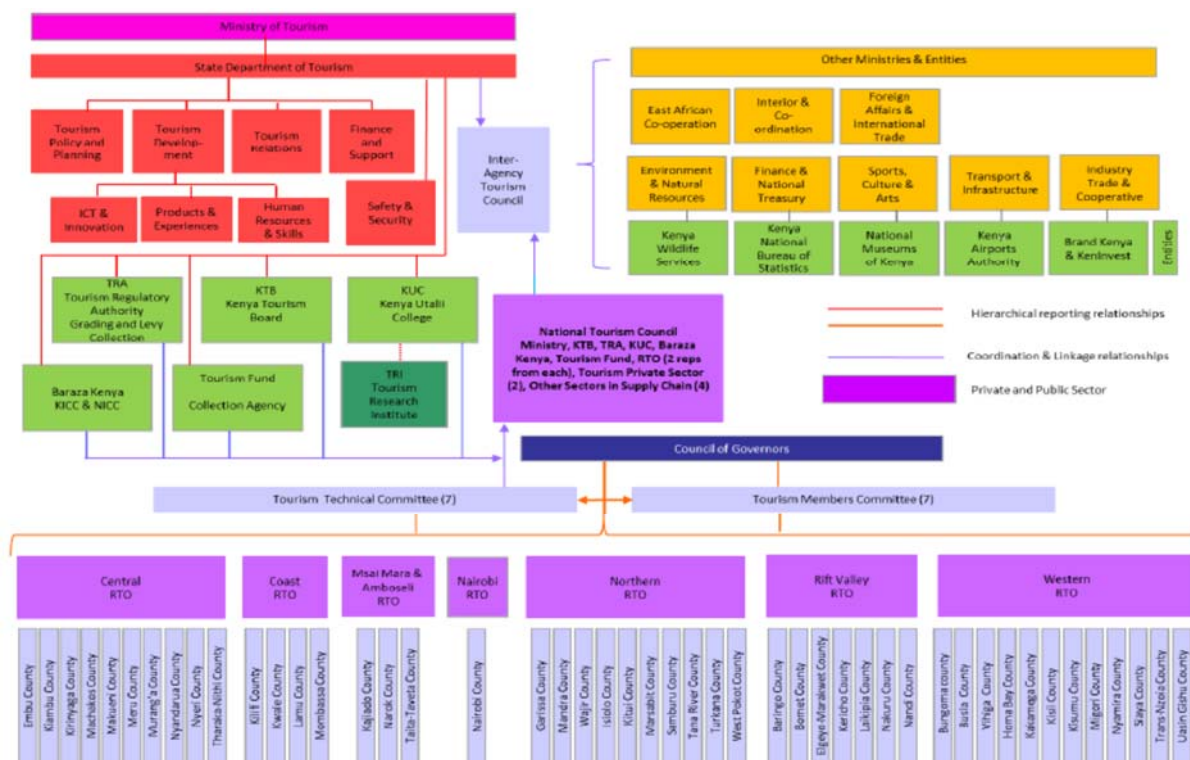 Ministry of Tourism
State Department of Tourism
Other Ministries & Entities
Tourism
Policy and
Planning
Tourism
Develop-
ment
Tourism
Relations
Finance
and
Support
Inter-
Agency
Tourism
Council
East African
Co-operation
Interior &
Co-
ordination
Foreign
Affairs &
International
Trade
Environment
& Natural
Resources
Finance &
National
Treasury
Sports,
Culture &
Arts
Transport &
Infrastructure
Industry
Trade &
Cooperative
ICT &
Innovation
Products &
Experiences
Human
Resources
& Skills
Safety &
Security
Kenya
Wildlife
Services
Kenya
National
Bureau of
Statistics
National
Museums
of Kenya
Kenya
Airports
Authority
Brand Kenya
& KenInvest
Entities
TRA
Tourism Regulatory
Authority
Grading and Levy
Collection
KTB
Kenya Tourism
Board
KUC
Kenya Utalii
College
National Tourism Council
Ministry, KTB, TRA, KUC, Baraza
Kenya, Tourism Fund, RTO (2 reps
from each), Tourism Private Sector
(2), Other Sectors in Supply Chain (4)
Hierarchical reporting relationships
Coordination & Linkage relationships
Private and Public Sector
Baraza Kenya
KICC & NICC
Tourism Fund
Collection Agency
TRI
Tourism
Research
Institute
Council of Governors
Tourism Technical Committee (7)
Tourism Members Committee (7)
Central
RTO
Coast
RTO
Msai Mara &
Amboseli
RTO
Nairobi
RTO
Northern
RTO
Rift Valley
RTO
Western
RTO
Embu County
Kiambu County
Kirinyaga County
Machakos County
Makueni County
Meru County
Murang'a County
Nyandarua County
Nyeri County
Tharaka-Nithi County
Kilifi County
Kwale County
Lamu County
Mombassa County
Kajiado County
Narok County
Taita-Taveta County
Nairobi County
Garissa County
Mandra County
Wajir County
Isiolo County
Kitui County
Marsabit County
Samburu County
Tana River County
Turkana County
West Pokoot County
Baringo County
Bomet County
Elgeyo-Marakwet County
Kericho County
Laikipia County
Nakuru County
Nandi County
Bungoma county
Busia County
Vihiga County
Homa Bay County
Kakamega County
Kisii County
Kisumu County
Migori County
Nyamira County
Siaya County
Trans-Nzoia County
Uasin Gishu County